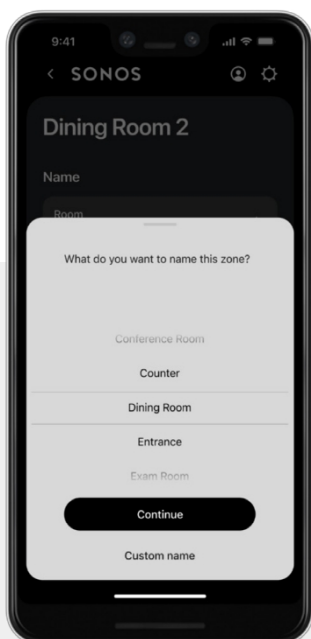 9:41
SONOS
Dining Room 2
Name
Room
What do you want to name this zone?
Conference Room
Counter
Dining Room
Entrance
Exam Room
Continue
Custom name